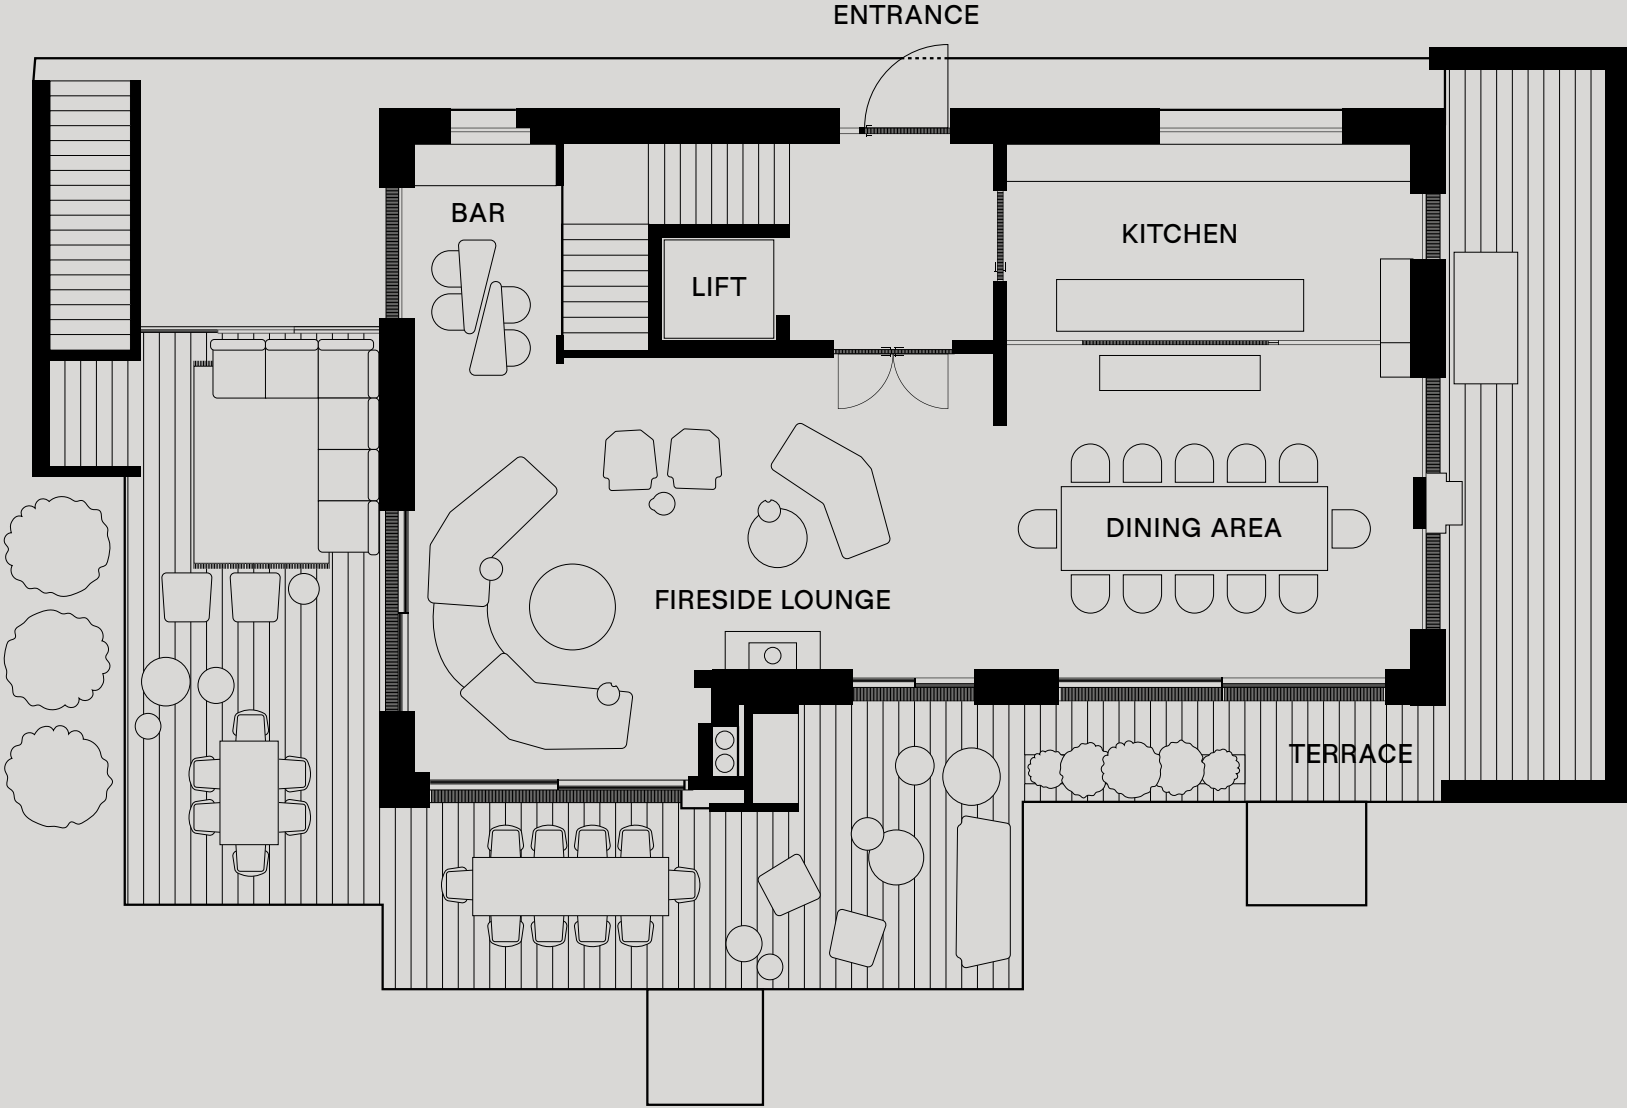 ENTRANCE
BAR
KITCHEN
LIFT
DINING AREA
FIRESIDE LOUNGE
TERRACE